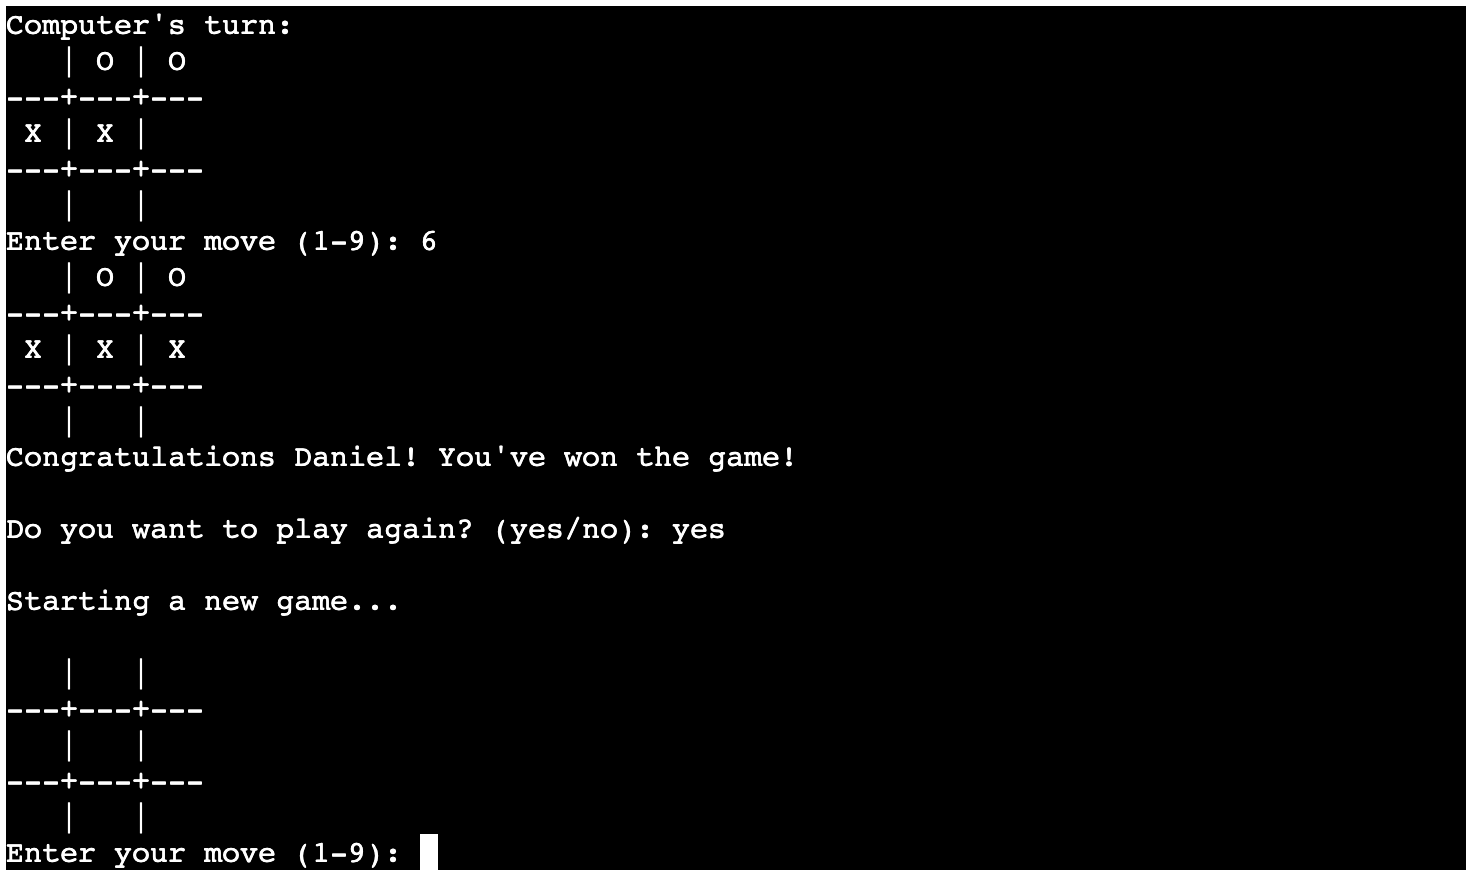 Computer's turn:
   | O | O
---+---+---
 X | X |
---+---+---
   |   |
Enter your move (1-9): 6
   | O | O
---+---+---
 X | X | X
---+---+---
   |   |
Congratulations Daniel! You've won the game!

Do you want to play again? (yes/no): yes

Starting a new game...

   |   |
---+---+---
   |   |
---+---+---
   |   |
Enter your move (1-9):